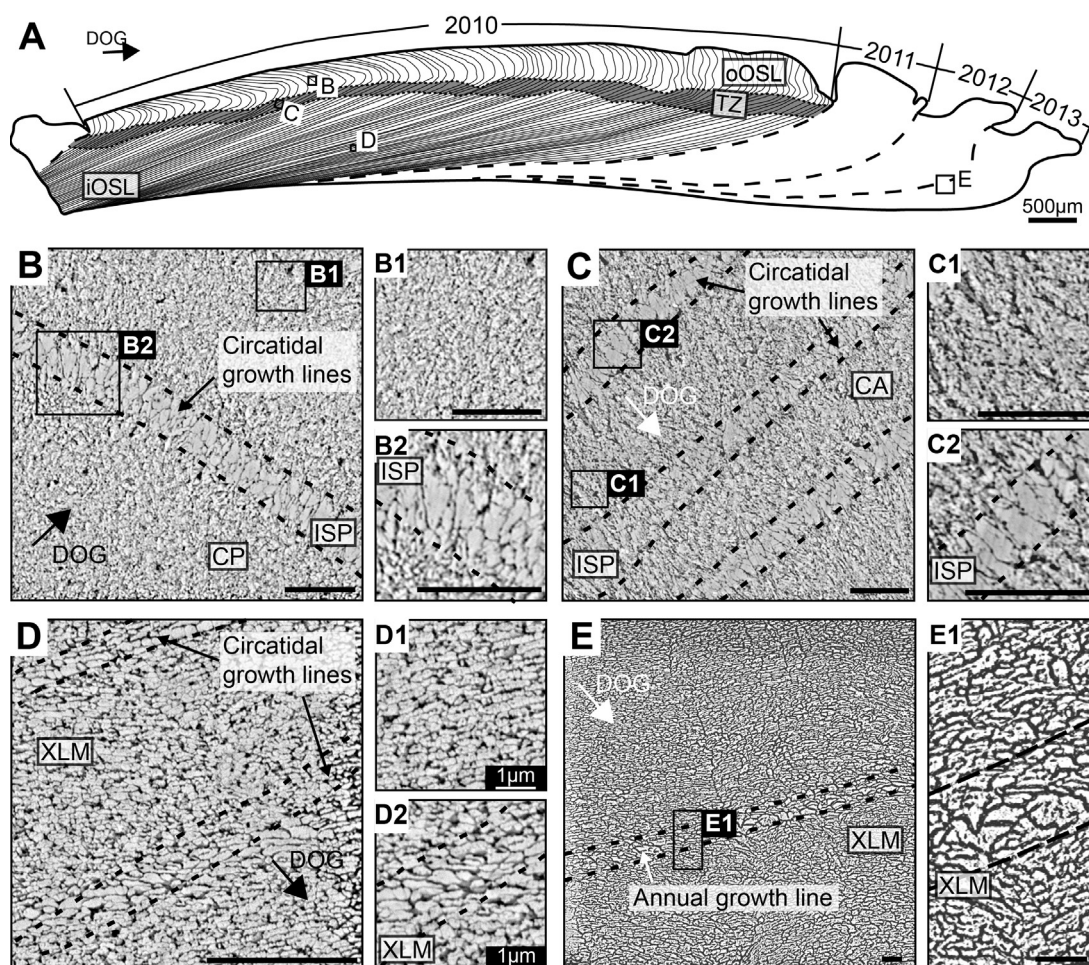 A
DOG
2010
2011
2012
2013
oOSL
TZ
B
C
D
iOSL
E
500µm
B
B1
B2
Circatidal
growth lines
DOG
CP
ISP
B1
B2
ISP
C
Circatidal
growth lines
C2
CA
DOG
C1
ISP
C1
C2
ISP
D
Circatidal
growth lines
XLM
DOG
D1
1µm
D2
XLM
1µm
E
DOG
E1
XLM
Annual growth line
E1
XLM